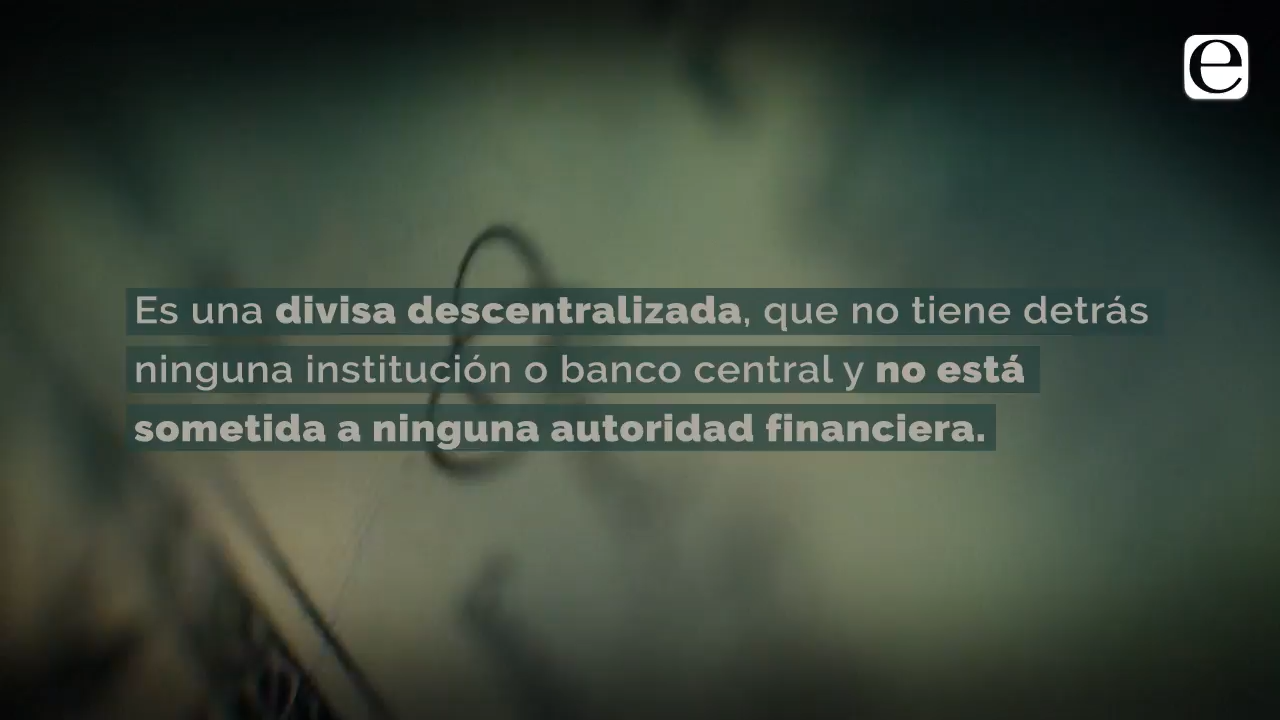 e
Es una divisa descentralizada, que no tiene detrás
ninguna institución o banco central y no está
sometida a ninguna autoridad financiera.